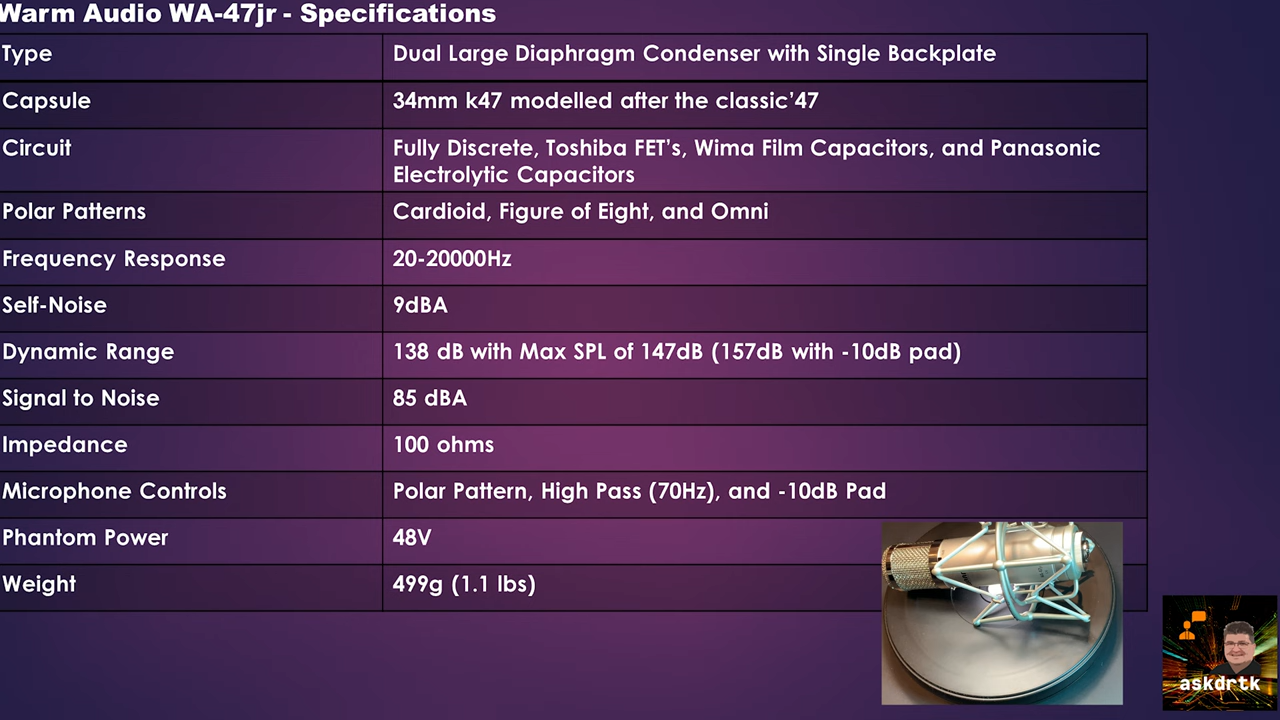 Warm Audio WA-47jr - Specifications
Type
Dual Large Diaphragm Condenser with Single Backplate
Capsule
34mm k47 modelled after the classic’47
Circuit
Fully Discrete, Toshiba FET’s, Wima Film Capacitors, and Panasonic
Electrolytic Capacitors
Polar Patterns
Cardioid, Figure of Eight, and Omni
Frequency Response
20-20000Hz
Self-Noise
9dBA
Dynamic Range
138 dB with Max SPL of 147dB (157dB with -10dB pad)
Signal to Noise
85 dBA
Impedance
100 ohms
Microphone Controls
Polar Pattern, High Pass (70Hz), and -10dB Pad
Phantom Power
48V
Weight
499g (1.1 lbs)
askdrtk